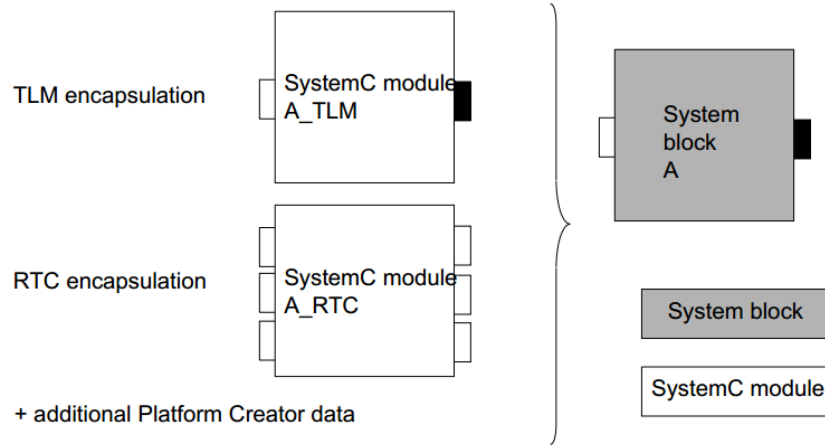 TLM encapsulation
SystemC module
A_TLM
System
block
A
RTC encapsulation
SystemC module
A_RTC
System block
SystemC module
+ additional Platform Creator data